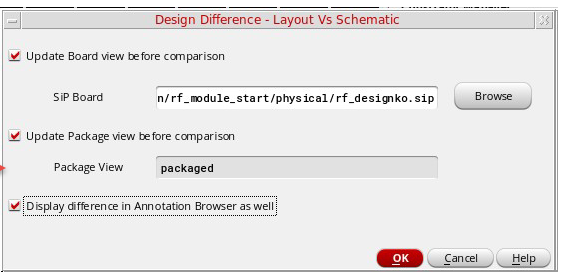 Design Difference - Layout Vs Schematic
Update Board view before comparison
SiP Board
n/rf_module_start/physical/rf_designko.sip
Browse
Update Package view before comparison
Package View
packaged
Display difference in Annotation Browser as well
OK
Cancel
Help